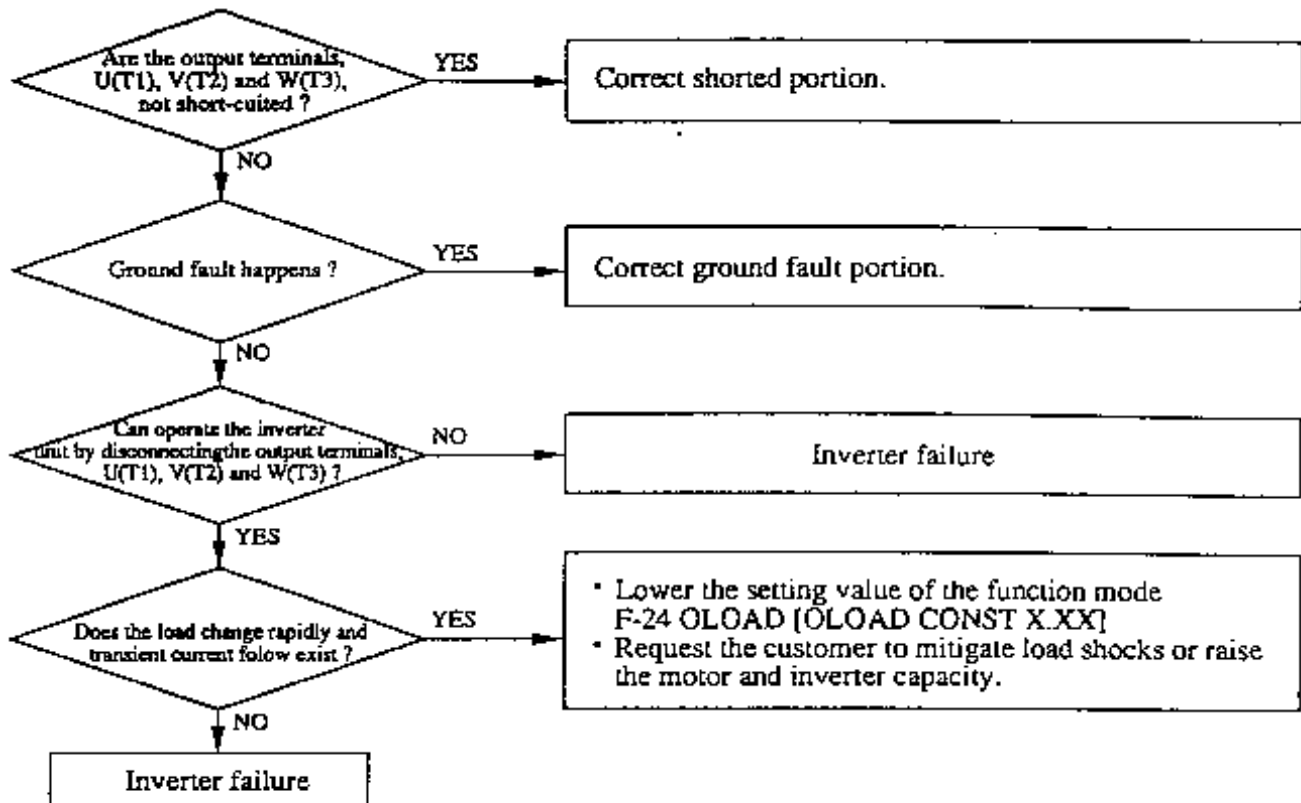 Are the output terminals,
U(T1), V(T2) and W(T3),
not short-cuited ?
YES
Correct shorted portion.
NO
Ground fault happens ?
YES
Correct ground fault portion.
NO
Can operate the inverter
unit by disconnectingthe output terminals,
U(T1), V(T2) and W(T3) ?
NO
Inverter failure
YES
Does the load change rapidly and
transient current folow exist ?
YES
· Lower the setting value of the function mode
F-24 OLOAD [OLOAD CONST X.XX]
· Request the customer to mitigate load shocks or raise
the motor and inverter capacity.
NO
Inverter failure